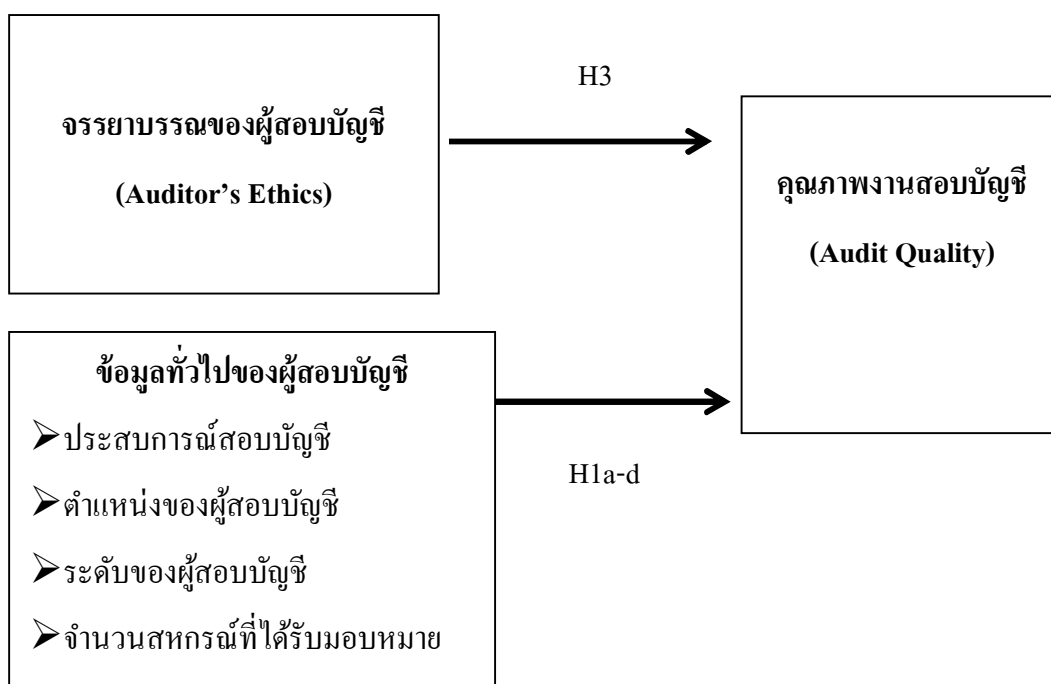 จรรยาบรรณของผู้สอบบัญชี
(Auditor’s Ethics)
H3
คุณภาพงานสอบบัญชี
(Audit Quality)
ข้อมูลทั่วไปของผู้สอบบัญชี
➢ประสบการณ์สอบบัญชี
➢ตำแหน่งของผู้สอบบัญชี
➢ระดับของผู้สอบบัญชี
➢จำนวนสหกรณ์ที่ได้รับมอบหมาย
H1a-d